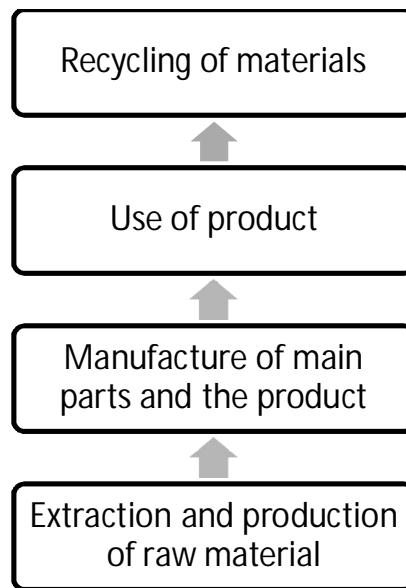 Recycling of materials
Use of product
Manufacture of main
parts and the product
Extraction and production
of raw material